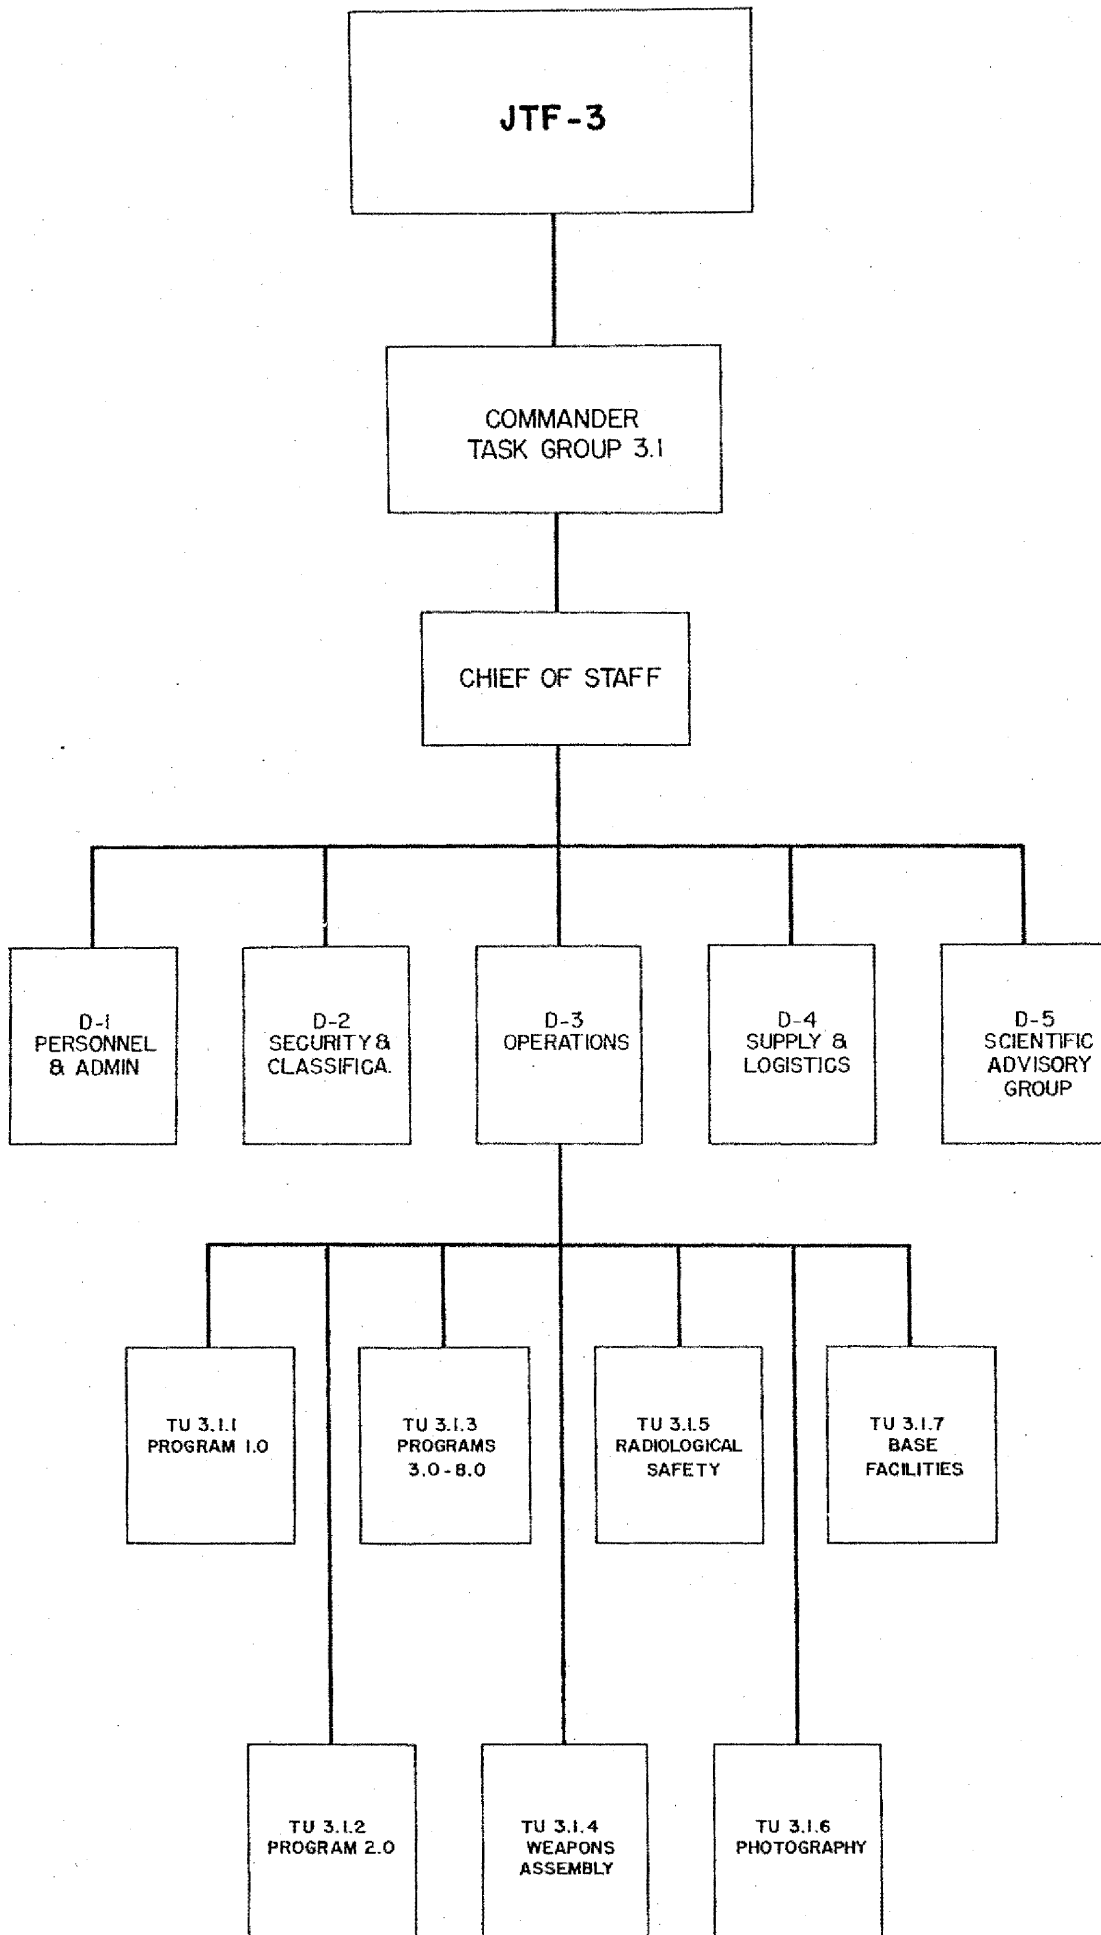 JTF-3
COMMANDER
TASK GROUP 3.1
CHIEF OF STAFF
D-1
PERSONNEL
& ADMIN
D-2
SECURITY &
CLASSIFICA.
D-3
OPERATIONS
D-4
SUPPLY &
LOGISTICS
D-5
SCIENTIFIC
ADVISORY
GROUP
TU 3.1.1
PROGRAM 1.0
TU 3.1.3
PROGRAMS
3.0-8.0
TU 3.1.5
RADIOLOGICAL
SAFETY
TU 3.1.7
BASE
FACILITIES
TU 3.1.2
PROGRAM 2.0
TU 3.1.4
WEAPONS
ASSEMBLY
TU 3.1.6
PHOTOGRAPHY